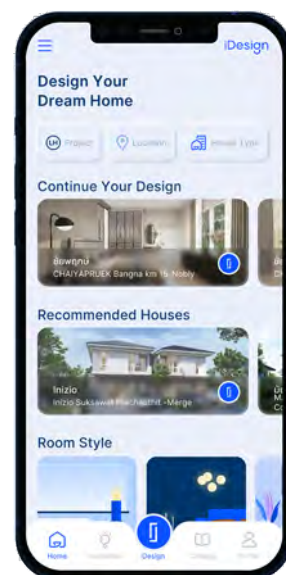 iDesign
Design Your
Dream Home
LH Project
Location
House Type
Continue Your Design
ชัยพฤกษ์
CHAIYAPRUEK Bangna km.15 Nobly
Recommended Houses
Inizio
Inizio Suksawat -Merge
Room Style
Home
Design